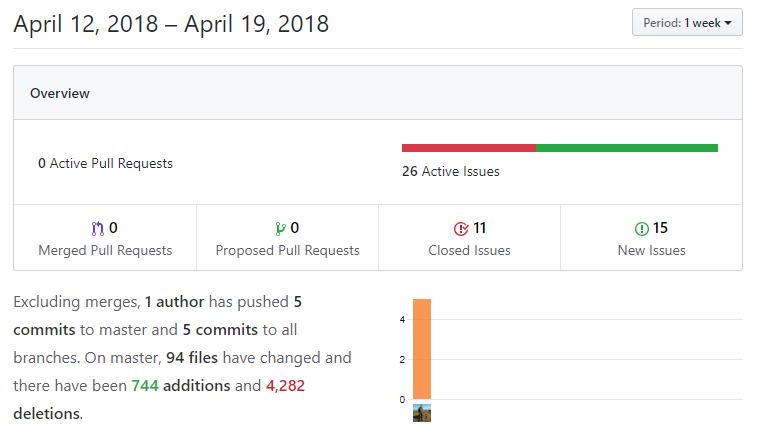 April 12, 2018 – April 19, 2018
Period: 1 week
Overview
0 Active Pull Requests
26 Active Issues
0
Merged Pull Requests
0
Proposed Pull Requests
11
Closed Issues
15
New Issues
Excluding merges, 1 author has pushed 5
commits to master and 5 commits to all
branches. On master, 94 files have changed and
there have been 744 additions and 4,282
deletions.
4
2
0